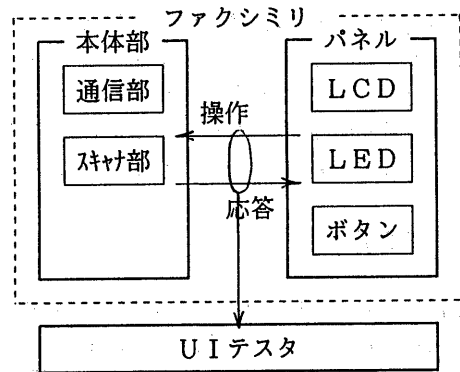 ファクシミリ
本体部
パネル
通信部
LCD
操作
スキャナ部
LED
応答
ボタン
UIテスタ